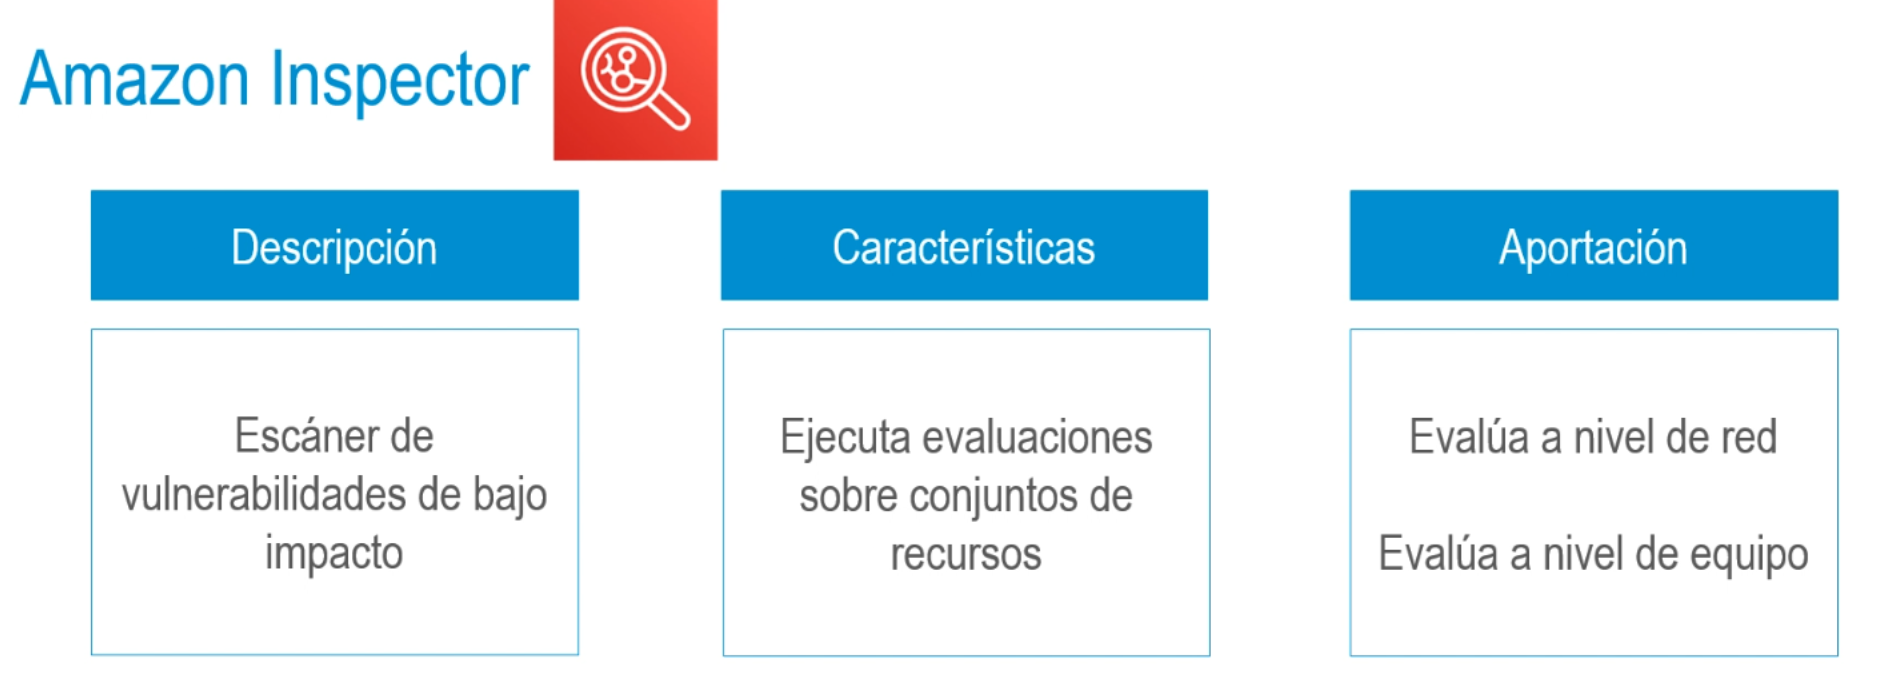 Amazon Inspector
Descripción
Escáner de
vulnerabilidades de bajo
impacto
Características
Ejecuta evaluaciones
sobre conjuntos de
recursos
Aportación
Evalúa a nivel de red
Evalúa a nivel de equipo